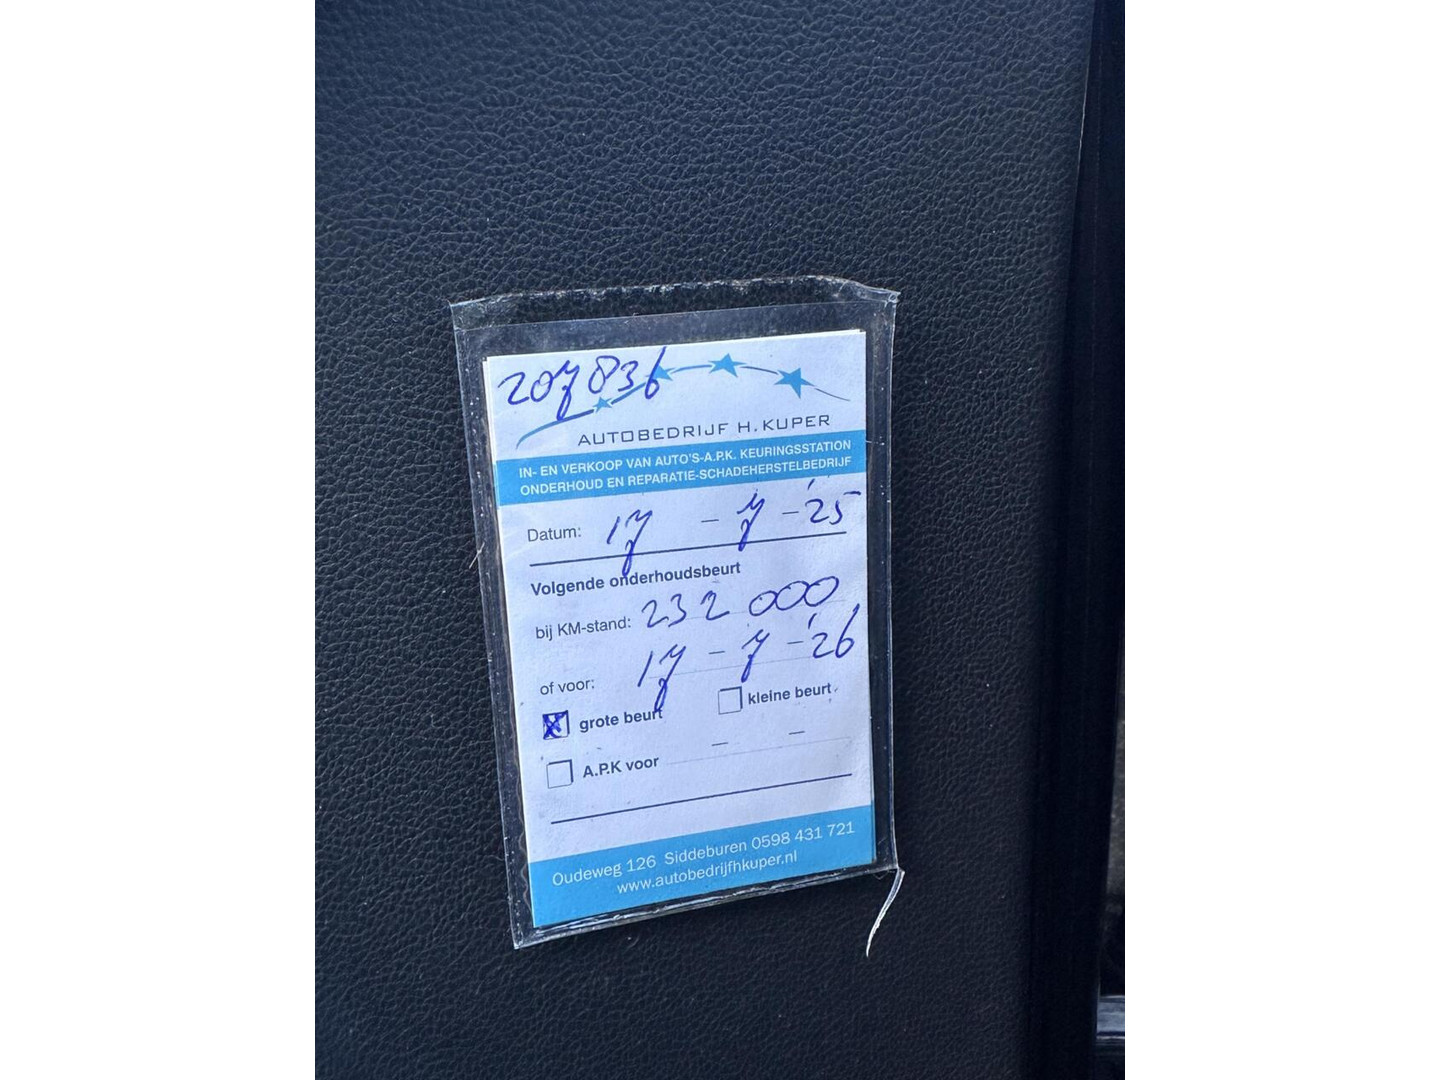 207836
AUTOBEDRIJF H. KUPER
IN- EN VERKOOP VAN AUTO'S-A.P.K. KEURINGSSTATION
ONDERHOUD EN REPARATIE-SCHADEHERSTELBEDRIJF
Datum: 17 - 7 - '25
Volgende onderhoudsbeurt
bij KM-stand: 232 000
of voor: 17 - 7 - '26
X grote beurt kleine beurt
A.P.K voor - -
Oudeweg 126 Siddeburen 0598 431 721
www.autobedrijfhkuper.nl